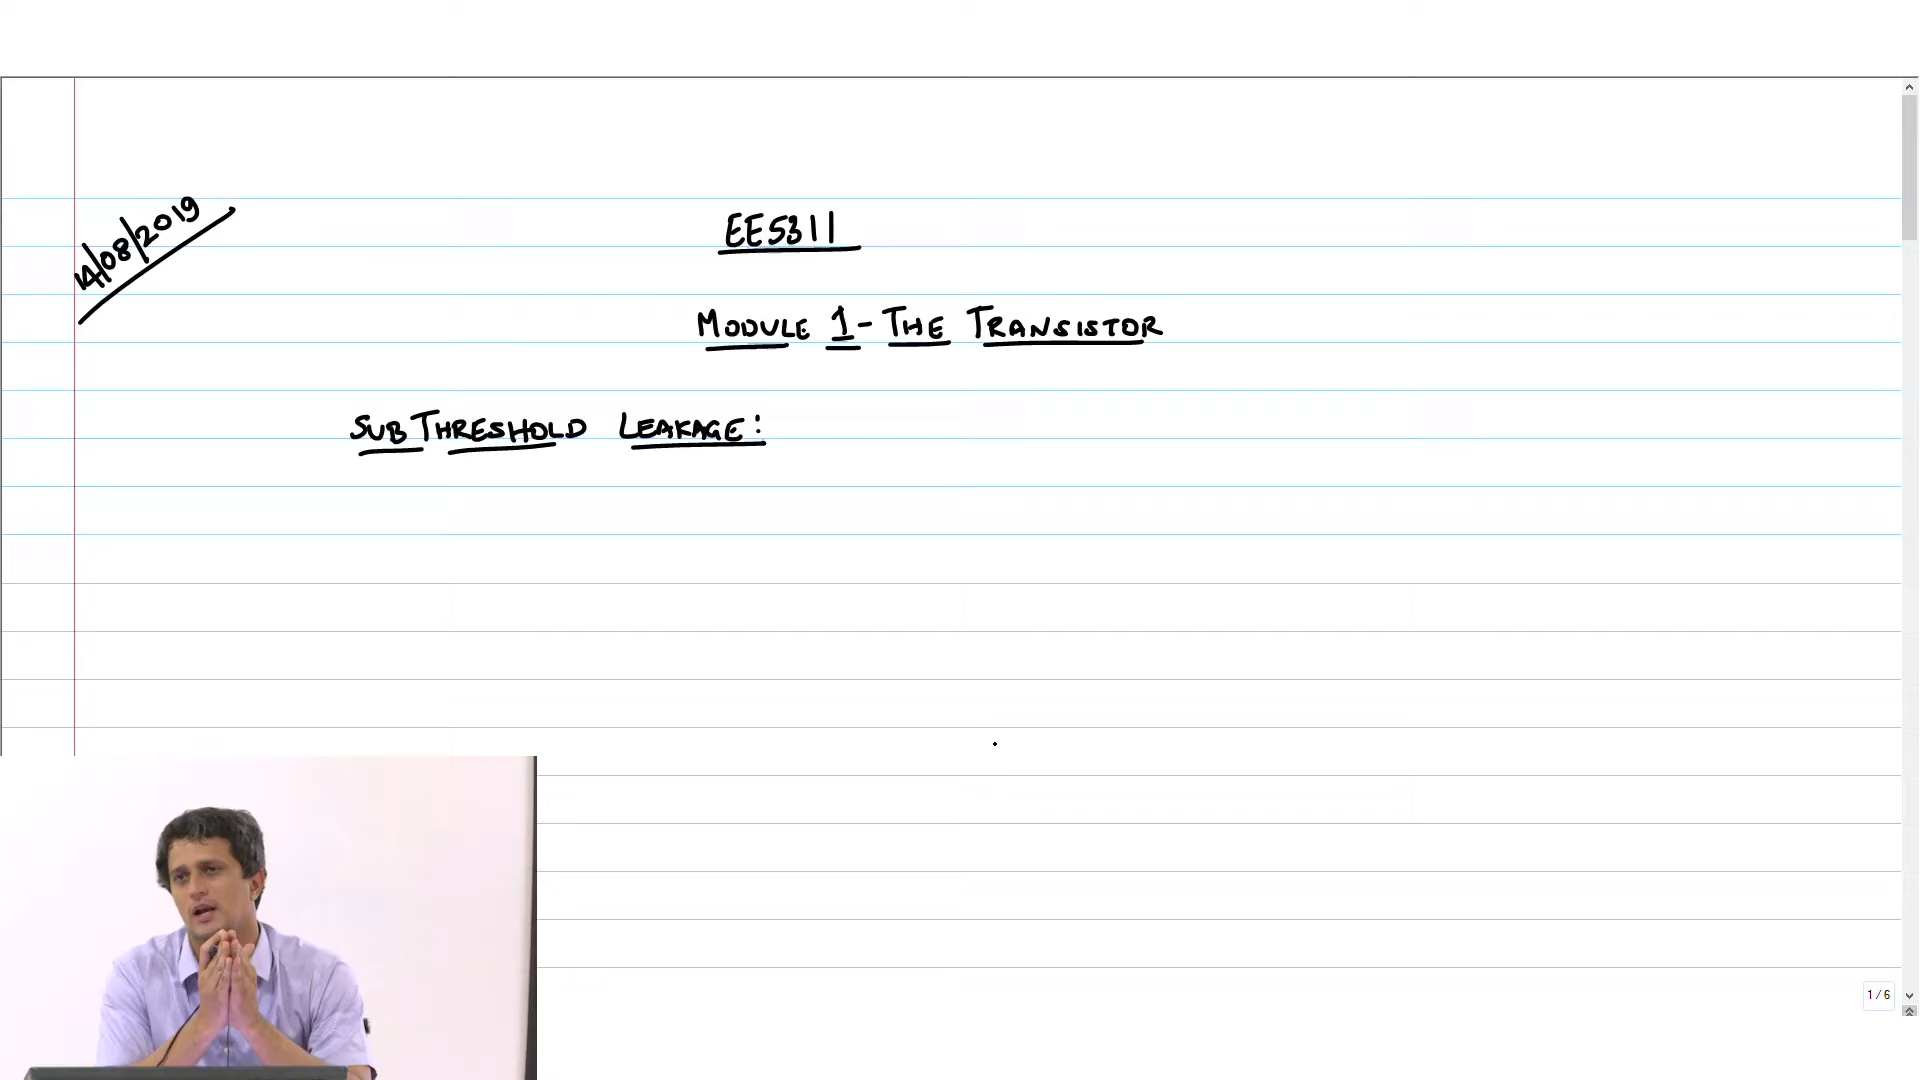 14/08/2019
EE5311
MODULE 1 - THE TRANSISTOR
SUBTHRESHOLD LEAKAGE:
1 / 6